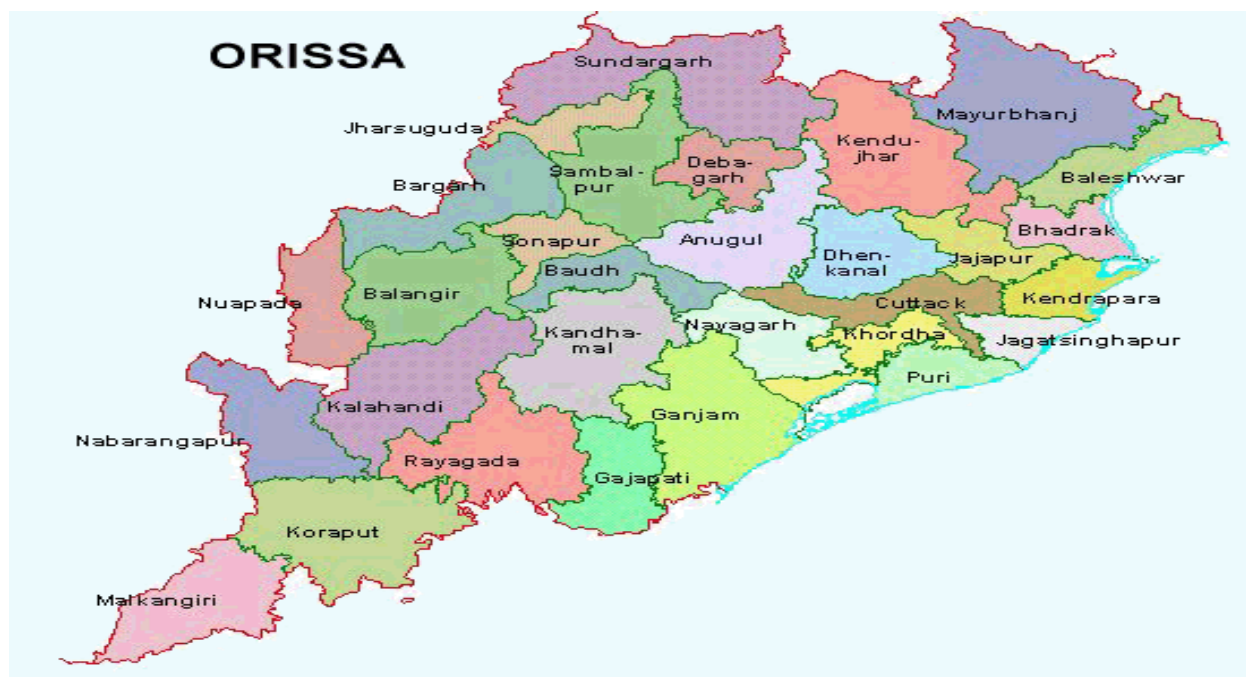 ORISSA
Sundargarh
Mayurbhanj
Jharsuguda
Kendu-
jhar
Deba-
garh
Sambal-
pur
Bargarh
Baleshwar
Bhadrak
Sonapur
Anugul
Dhen-
kanal
Jajapur
Baudh
Balangir
Nuapada
Cuttack
Kendrapara
Kandha-
mal
Nayagarh
Khordha
Jagatsinghapur
Puri
Kalahandi
Ganjam
Nabarangapur
Rayagada
Gajapati
Koraput
Malkangiri